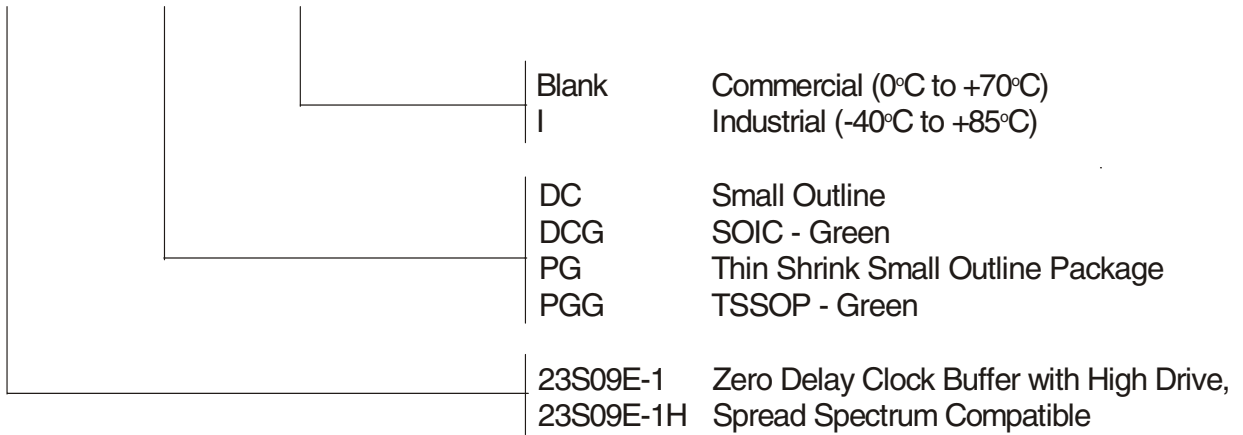 Blank Commercial (0°C to +70°C)
I Industrial (-40°C to +85°C)
DC Small Outline
DCG SOIC - Green
PG Thin Shrink Small Outline Package
PGG TSSOP - Green
23S09E-1 Zero Delay Clock Buffer with High Drive,
23S09E-1H Spread Spectrum Compatible